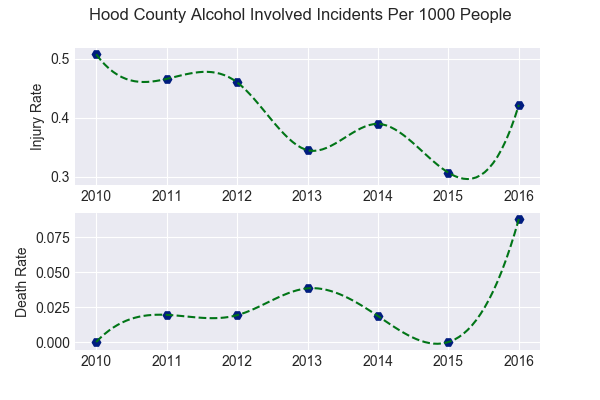 Hood County Alcohol Involved Incidents Per 1000 People
Injury Rate
0.5
0.4
0.3
2010 2011 2012 2013 2014 2015 2016
Death Rate
0.075
0.050
0.025
0.000
2010 2011 2012 2013 2014 2015 2016